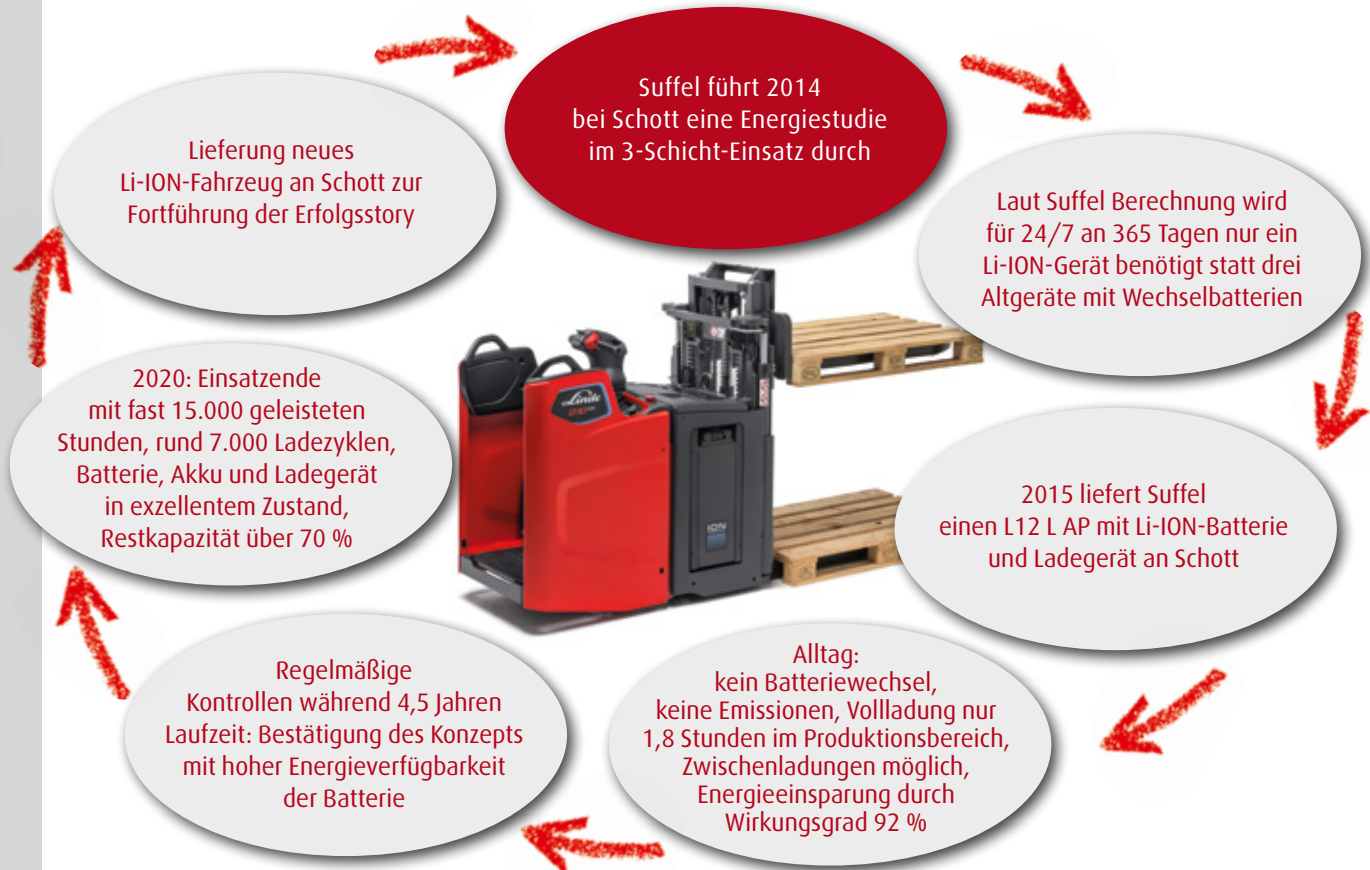 Suffel führt 2014
bei Schott eine Energiestudie
im 3-Schicht-Einsatz durch
Laut Suffel Berechnung wird
für 24/7 an 365 Tagen nur ein
Li-ION-Gerät benötigt statt drei
Altgeräte mit Wechselbatterien
2015 liefert Suffel
einen L12 L AP mit Li-ION-Batterie
und Ladegerät an Schott
Alltag:
kein Batteriewechsel,
keine Emissionen, Vollladung nur
1,8 Stunden im Produktionsbereich,
Zwischenladungen möglich,
Energieeinsparung durch
Wirkungsgrad 92 %
Regelmäßige
Kontrollen während 4,5 Jahren
Laufzeit: Bestätigung des Konzepts
mit hoher Energieverfügbarkeit
der Batterie
2020: Einsatzende
mit fast 15.000 geleisteten
Stunden, rund 7.000 Ladezyklen,
Batterie, Akku und Ladegerät
in exzellentem Zustand,
Restkapazität über 70 %
Lieferung neues
Li-ION-Fahrzeug an Schott zur
Fortführung der Erfolgsstory
Linde
ION